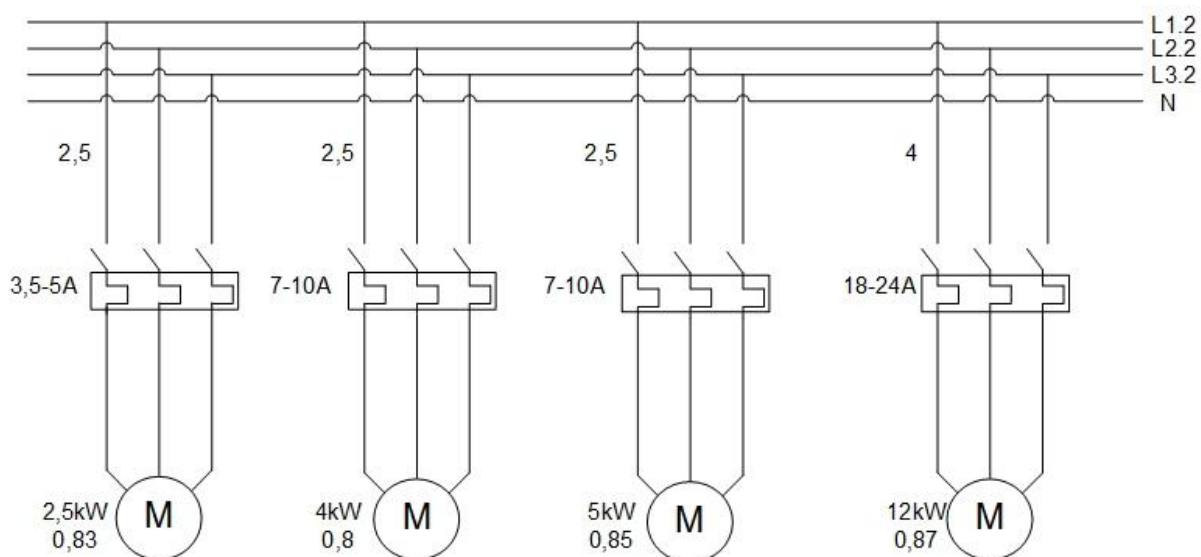 L1.2
L2.2
L3.2
N
2,5
2,5
2,5
4
3,5-5A
7-10A
7-10A
18-24A
M
M
M
M
2,5kW
0,83
4kW
0,8
5kW
0,85
12kW
0,87